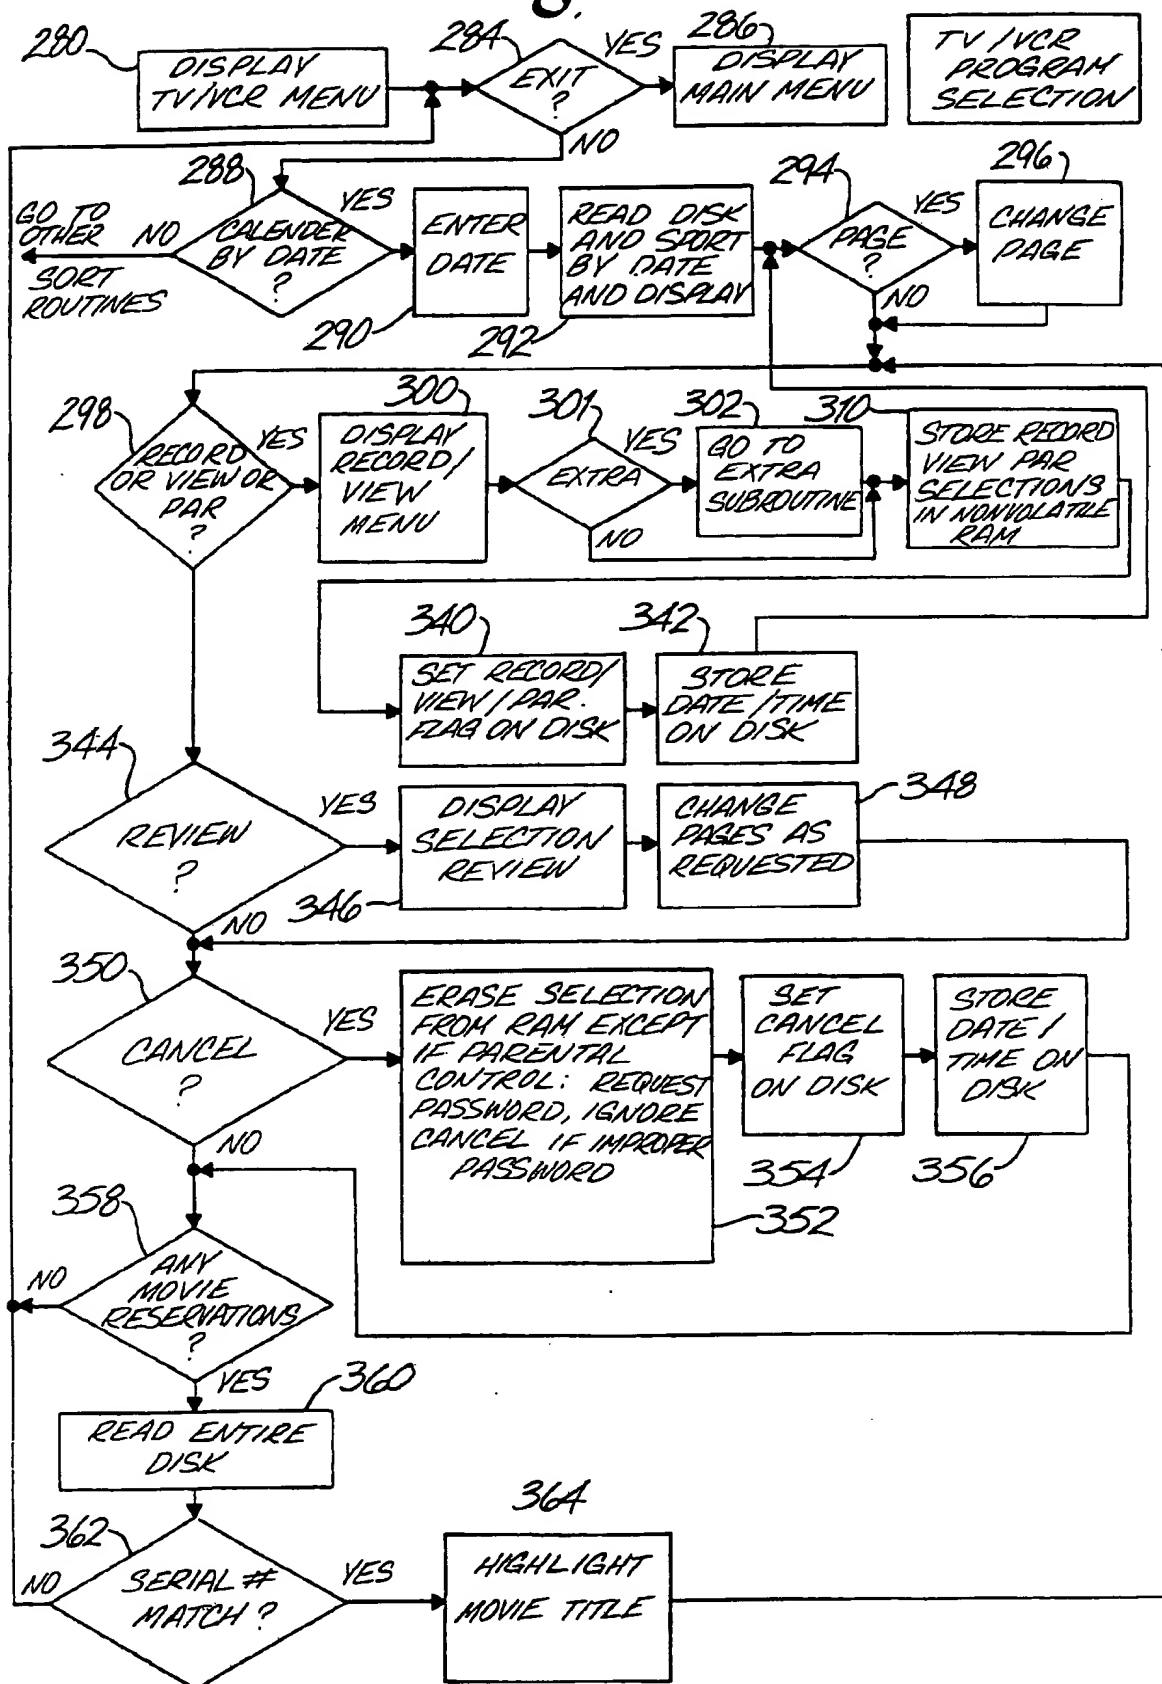 8.
280
DISPLAY
TV/VCR MENU
284
EXIT
?
YES
NO
286
DISPLAY
MAIN MENU
TV/VCR
PROGRAM
SELECTION
288
CALENDER
BY DATE
?
YES
NO
GO TO
OTHER
SORT
ROUTINES
ENTER
DATE
290
READ DISK
AND SPORT
BY DATE
AND DISPLAY
292
294
PAGE
?
YES
NO
296
CHANGE
PAGE
298
RECORD
OR VIEW OR
PAR
?
YES
300
DISPLAY
RECORD/
VIEW
MENU
301
EXTRA
YES
NO
302
GO TO
EXTRA
SUBROUTINE
310
STORE RECORD
VIEW PAR
SELECTIONS
IN NONVOLATILE
RAM
340
SET RECORD/
VIEW/PAR.
FLAG ON DISK
342
STORE
DATE/TIME
ON DISK
344
REVIEW
?
YES
NO
DISPLAY
SELECTION
REVIEW
346
CHANGE
PAGES AS
REQUESTED
348
350
CANCEL
?
YES
NO
ERASE SELECTION
FROM RAM EXCEPT
IF PARENTAL
CONTROL: REQUEST
PASSWORD, IGNORE
CANCEL IF IMPROPER
PASSWORD
352
SET
CANCEL
FLAG
ON DISK
354
STORE
DATE/
TIME ON
DISK
356
358
ANY
MOVIE
RESERVATIONS
?
NO
YES
360
READ ENTIRE
DISK
362
SERIAL #
MATCH?
NO
YES
364
HIGHLIGHT
MOVIE TITLE